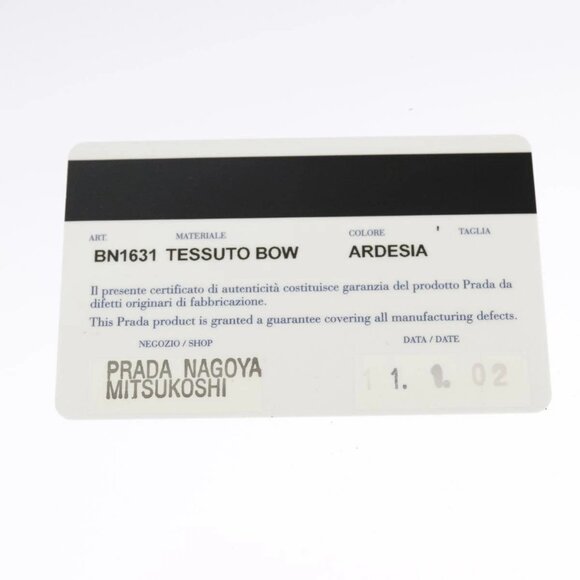 ART. MATERIALE COLORE TAGLIA
BN1631 TESSUTO BOW ARDESIA
Il presente certificato di autenticità costituisce garanzia del prodotto Prada da
difetti originari di fabbricazione.
This Prada product is granted a guarantee covering all manufacturing defects.
NEGOZIO / SHOP DATA / DATE
PRADA NAGOYA
MITSUKOSHI
02